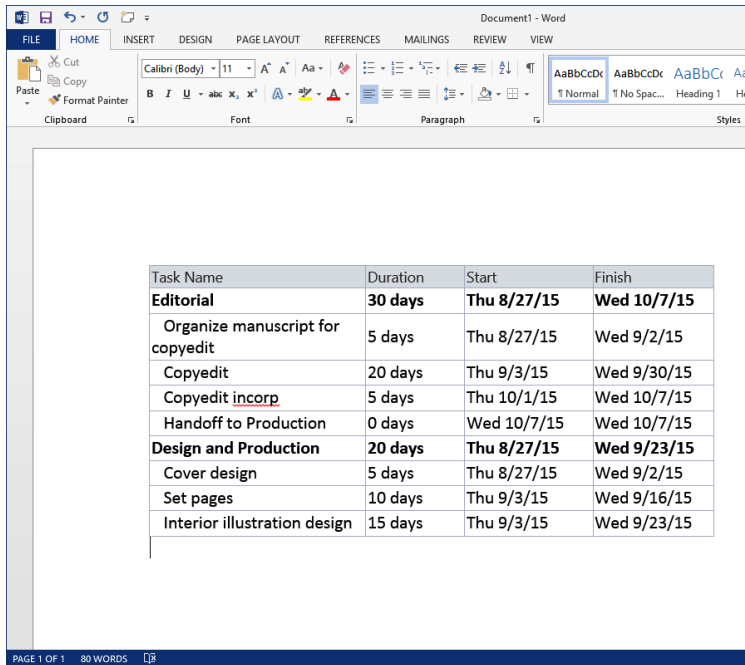 Document1 - Word
FILE HOME INSERT DESIGN PAGE LAYOUT REFERENCES MAILINGS REVIEW VIEW
Cut
Copy
Format Painter
Paste
Calibri (Body) 11 A A Aa
B I U abc X₂ X² A ab A
AaBbCcDc AaBbCcDc AaBbCc Aa
¶ Normal ¶ No Spac... Heading 1 He
Clipboard Font Paragraph Styles
Task Name Duration Start Finish
Editorial 30 days Thu 8/27/15 Wed 10/7/15
Organize manuscript for
copyedit 5 days Thu 8/27/15 Wed 9/2/15
Copyedit 20 days Thu 9/3/15 Wed 9/30/15
Copyedit incorp 5 days Thu 10/1/15 Wed 10/7/15
Handoff to Production 0 days Wed 10/7/15 Wed 10/7/15
Design and Production 20 days Thu 8/27/15 Wed 9/23/15
Cover design 5 days Thu 8/27/15 Wed 9/2/15
Set pages 10 days Thu 9/3/15 Wed 9/16/15
Interior illustration design 15 days Thu 9/3/15 Wed 9/23/15
PAGE 1 OF 1 80 WORDS